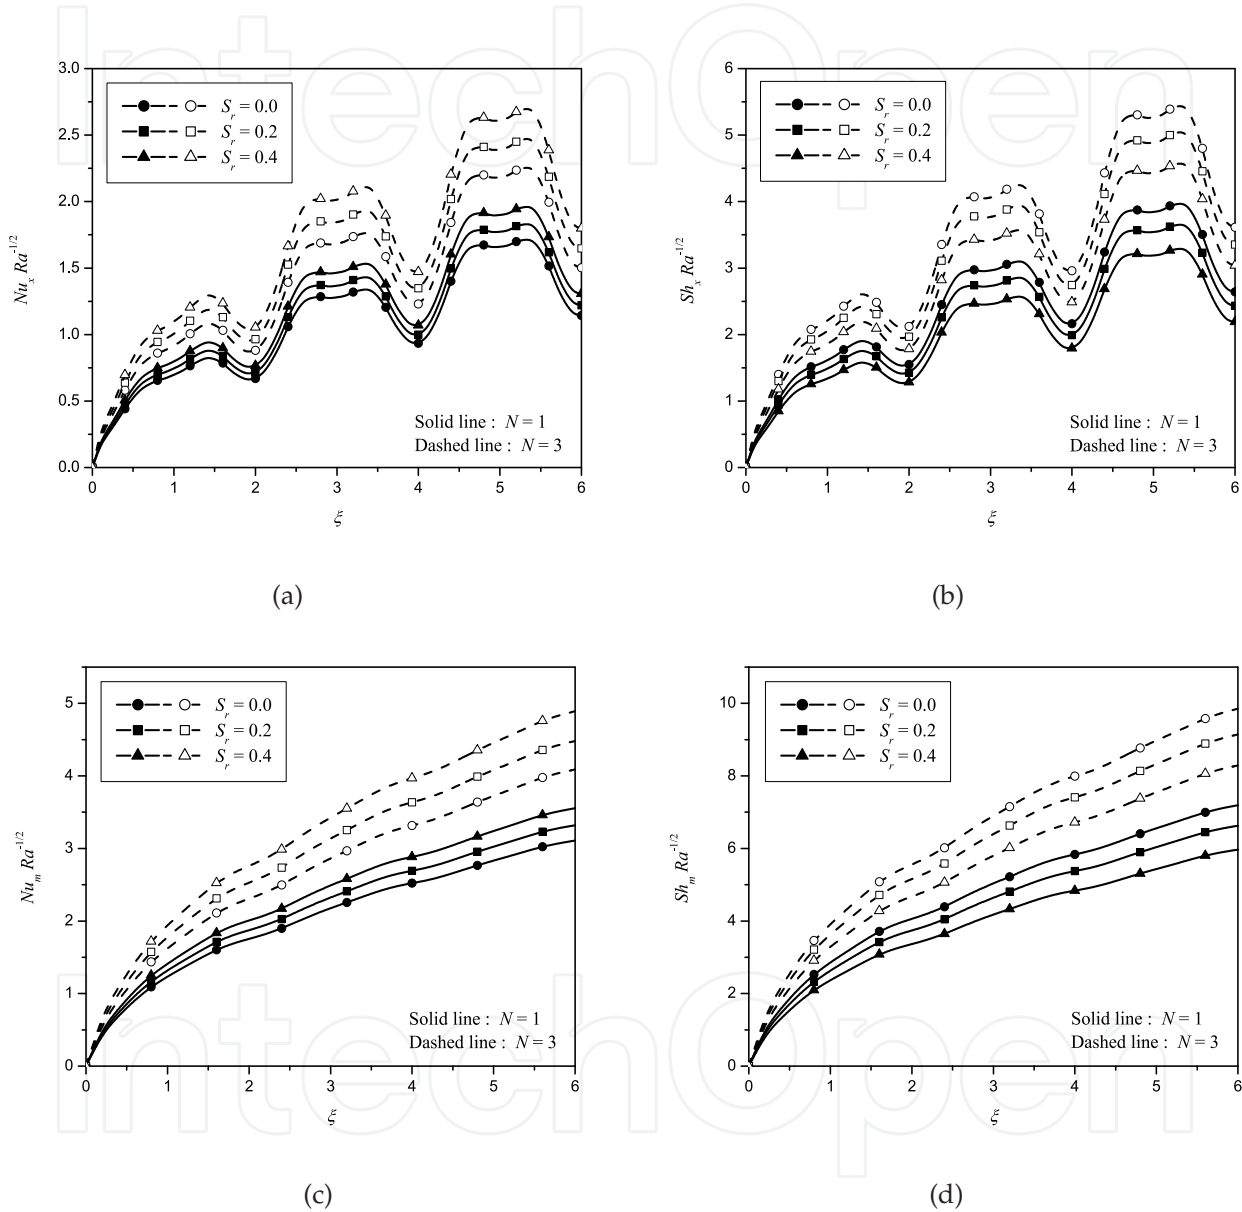 IntechOpen
3.0
2.5
2.0
1.5
1.0
0.5
0.0
Nu_x Ra^-1/2
S_r = 0.0
S_r = 0.2
S_r = 0.4
Solid line : N = 1
Dashed line : N = 3
0 1 2 3 4 5 6
ξ
(a)
6
5
4
3
2
1
0
Sh_x Ra^-1/2
S_r = 0.0
S_r = 0.2
S_r = 0.4
Solid line : N = 1
Dashed line : N = 3
0 1 2 3 4 5 6
ξ
(b)
5
4
3
2
1
0
Nu_m Ra^-1/2
S_r = 0.0
S_r = 0.2
S_r = 0.4
Solid line : N = 1
Dashed line : N = 3
0 1 2 3 4 5 6
ξ
(c)
10
8
6
4
2
0
Sh_m Ra^-1/2
S_r = 0.0
S_r = 0.2
S_r = 0.4
Solid line : N = 1
Dashed line : N = 3
0 1 2 3 4 5 6
ξ
(d)
IntechOpen